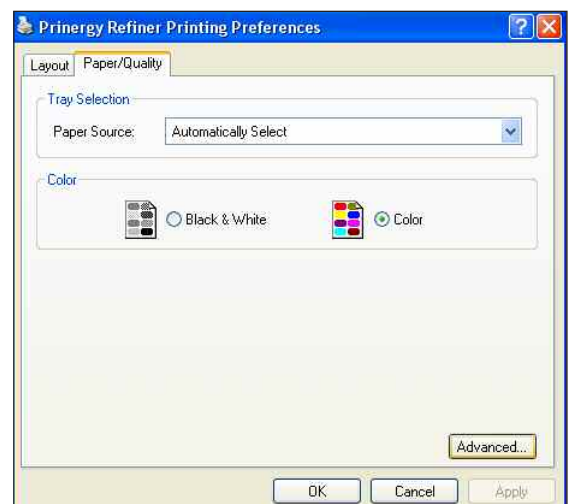 Prinergy Refiner Printing Preferences
Layout Paper/Quality
Tray Selection
Paper Source: Automatically Select
Color
Black & White Color
Advanced...
OK Cancel Apply